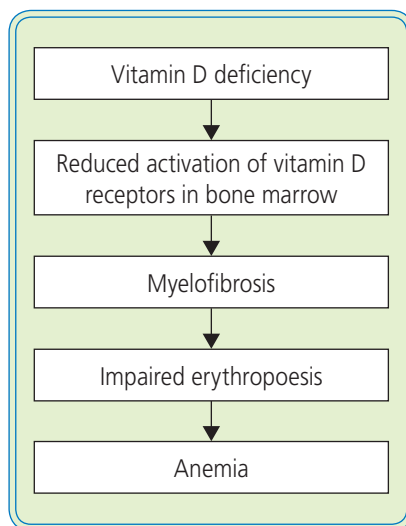 Vitamin D deficiency
Reduced activation of vitamin D
receptors in bone marrow
Myelofibrosis
Impaired erythropoesis
Anemia